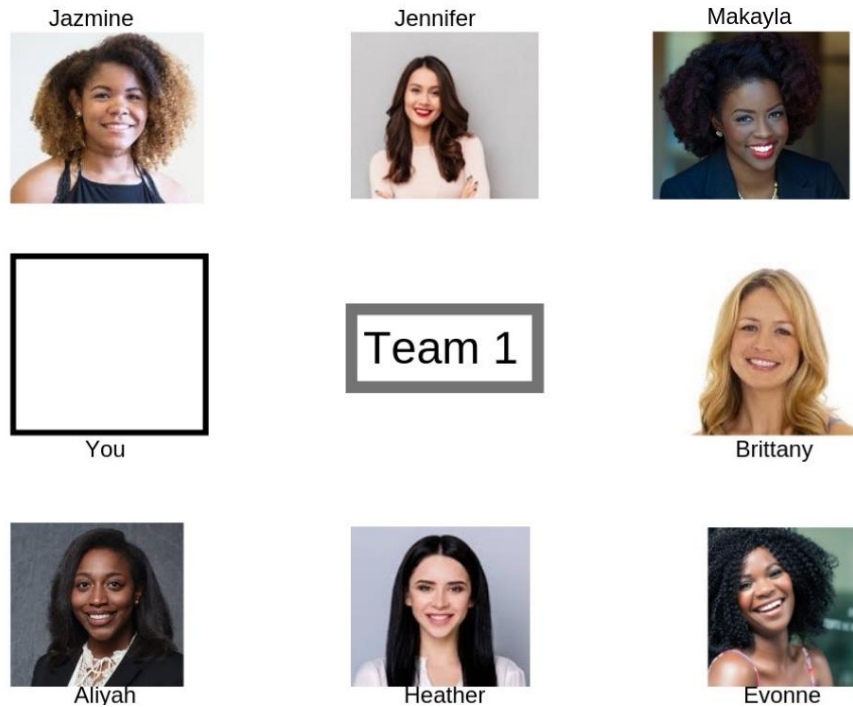 Jazmine
Jennifer
Makayla
Team 1
You
Brittany
Aliyah
Heather
Evonne